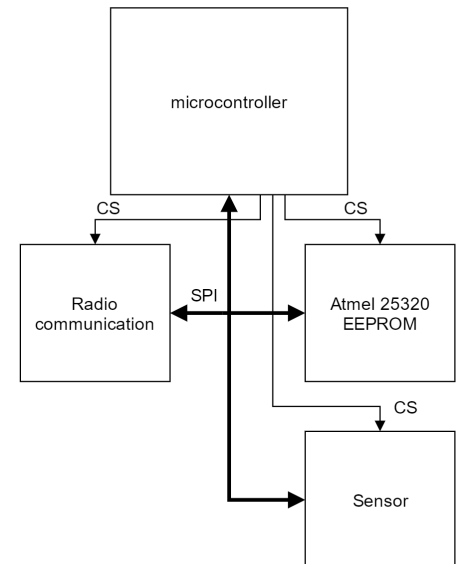 microcontroller
CS
CS
SPI
Radio
communication
Atmel 25320
EEPROM
CS
Sensor